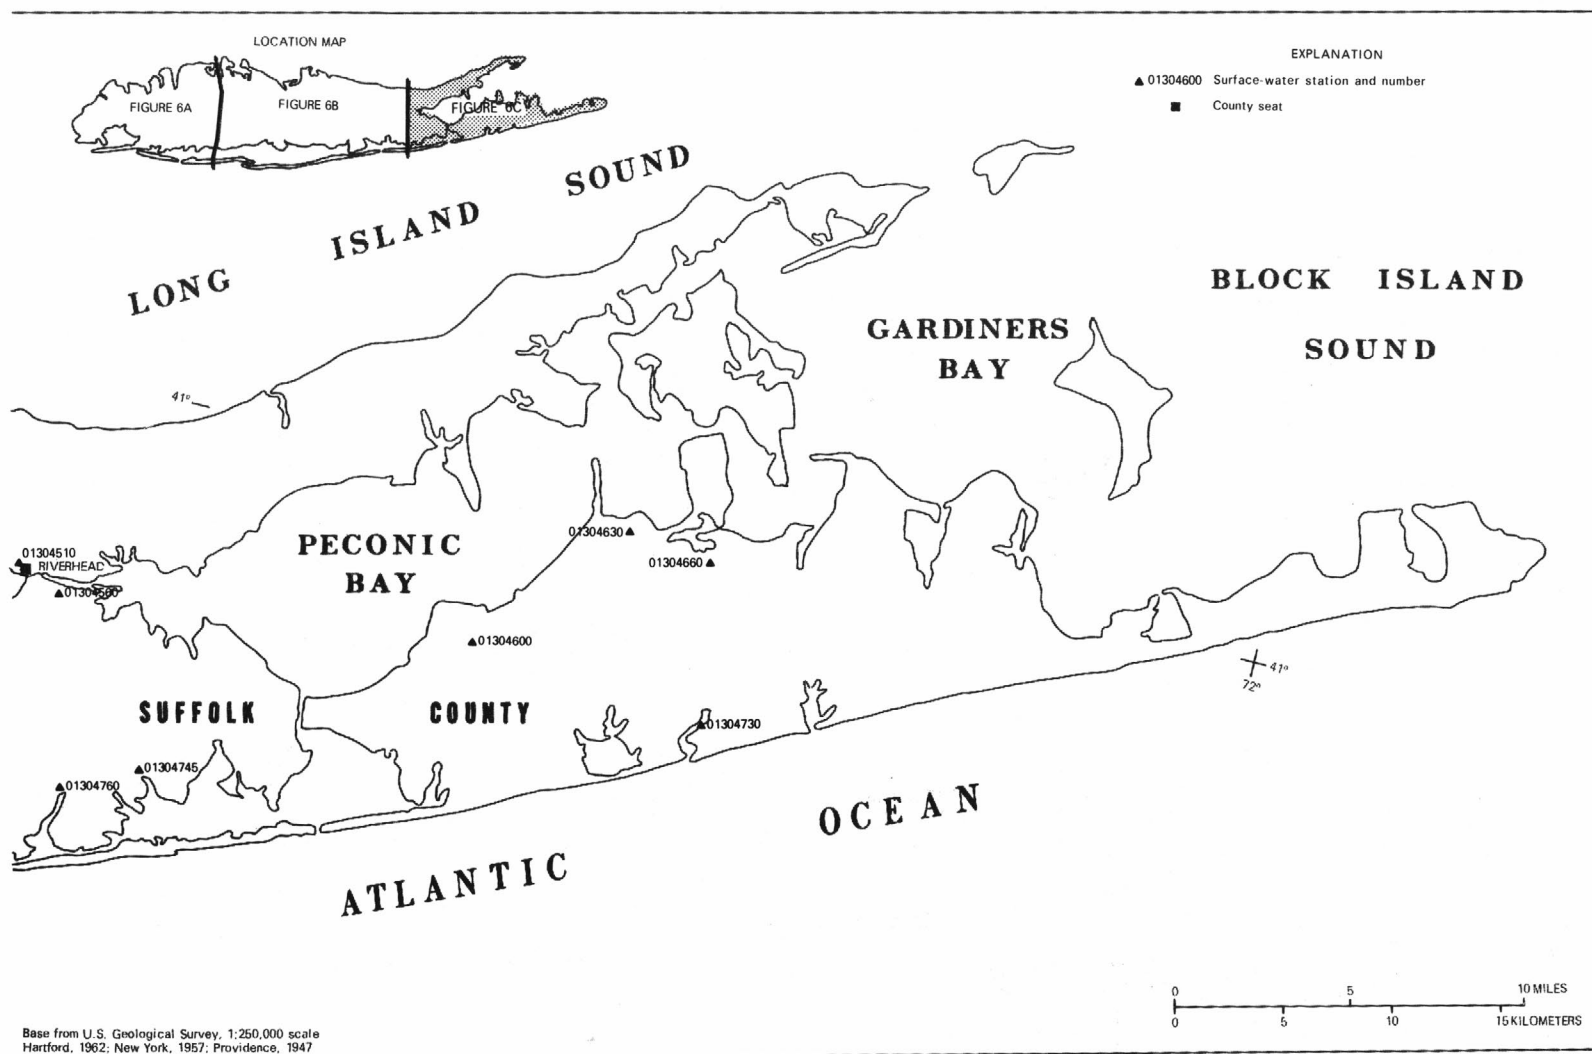 LOCATION MAP
FIGURE 6A
FIGURE 6B
FIGURE 6C
EXPLANATION
01304600 Surface-water station and number
County seat
LONG ISLAND SOUND
BLOCK ISLAND
SOUND
GARDINERS
BAY
41°
PECONIC
BAY
01304510
RIVERHEAD
01304630
01304660
01304600
41°
72°
SUFFOLK COUNTY
01304730
01304745
01304760
ATLANTIC OCEAN
0 5 10 MILES
0 5 10 15 KILOMETERS
Base from U.S. Geological Survey, 1:250,000 scale
Hartford, 1962; New York, 1957; Providence, 1947